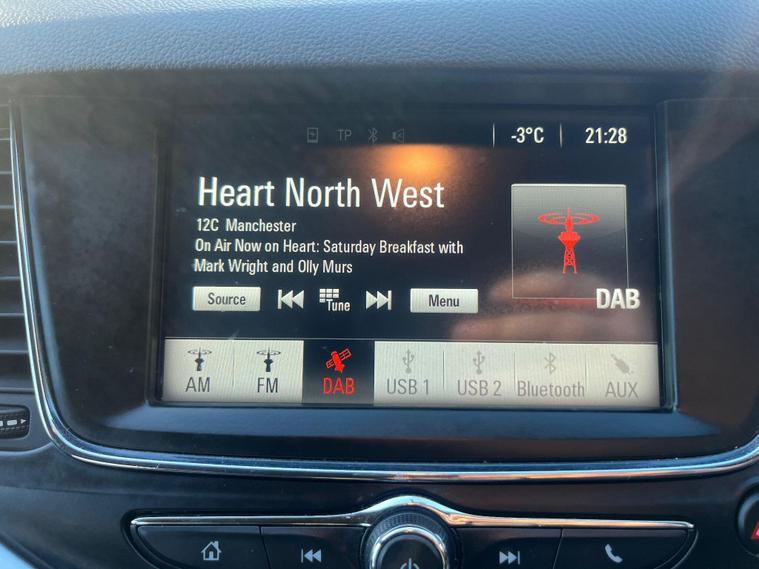 TP -3°C 21:28
Heart North West
12C Manchester
On Air Now on Heart: Saturday Breakfast with
Mark Wright and Olly Murs
DAB
Source Tune Menu
AM FM DAB USB 1 USB 2 Bluetooth AUX